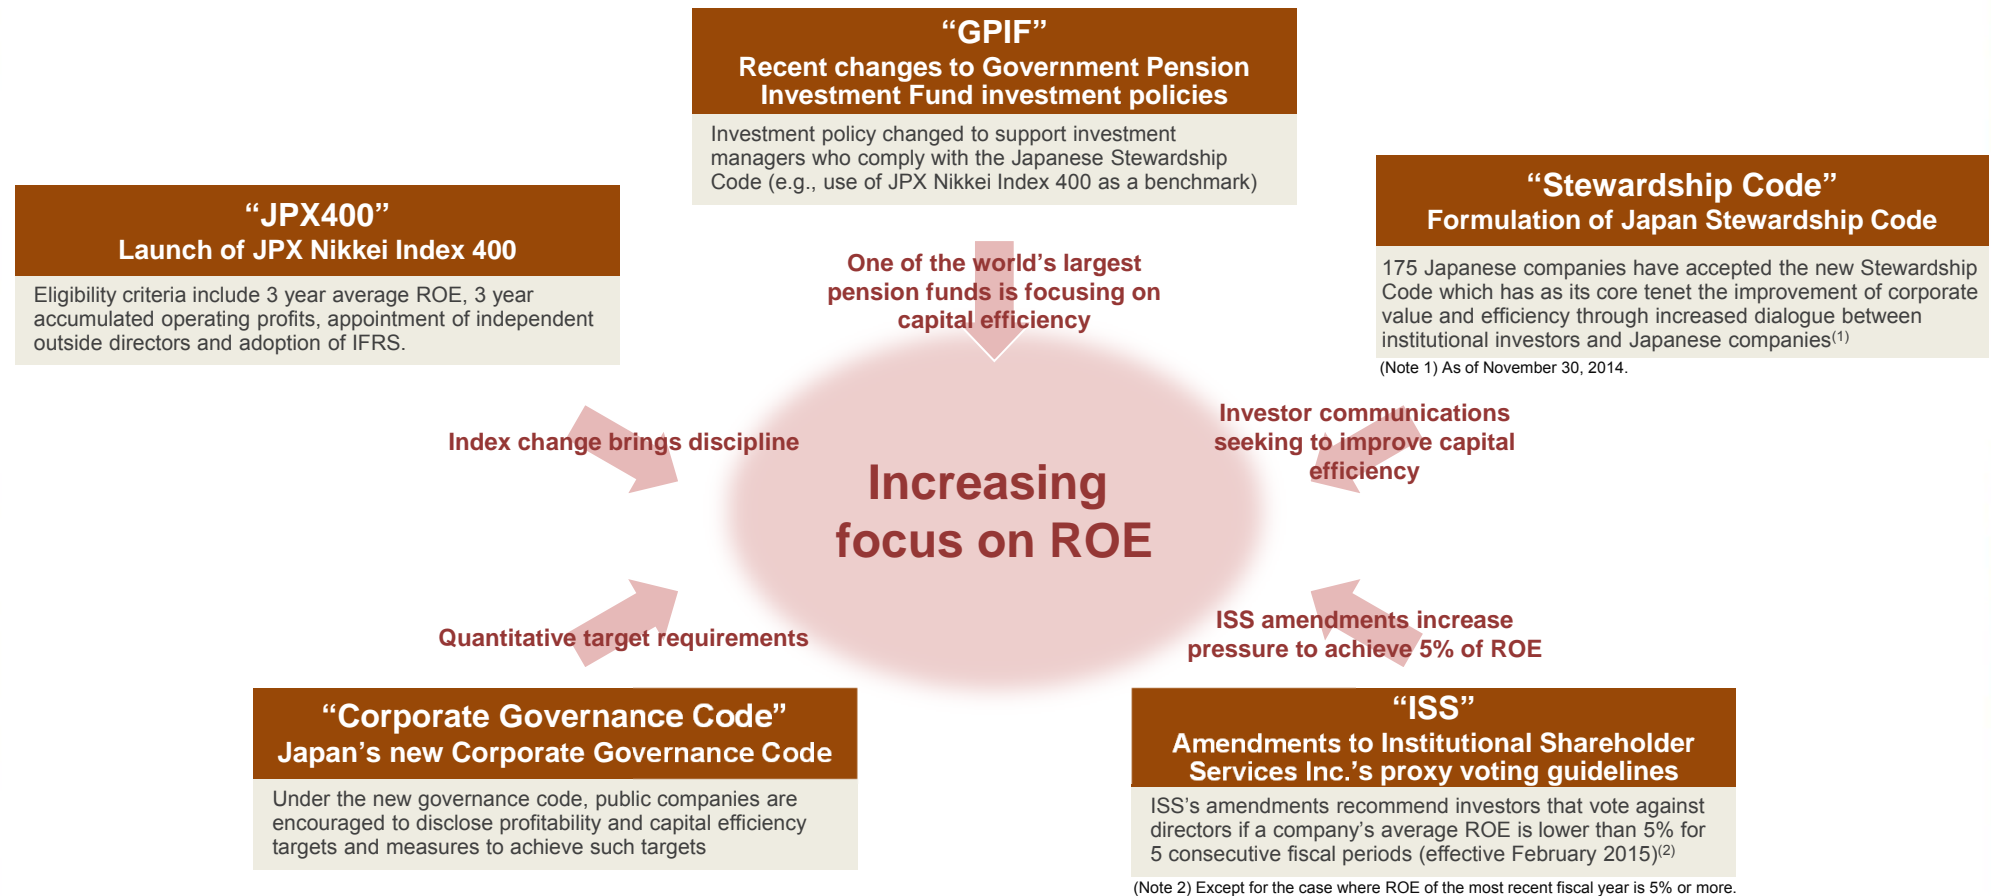 “GPIF”
Recent changes to Government Pension
Investment Fund investment policies
Investment policy changed to support investment
managers who comply with the Japanese Stewardship
Code (e.g., use of JPX Nikkei Index 400 as a benchmark)
“JPX400”
Launch of JPX Nikkei Index 400
Eligibility criteria include 3 year average ROE, 3 year
accumulated operating profits, appointment of independent
outside directors and adoption of IFRS.
“Stewardship Code”
Formulation of Japan Stewardship Code
175 Japanese companies have accepted the new Stewardship
Code which has as its core tenet the improvement of corporate
value and efficiency through increased dialogue between
institutional investors and Japanese companies(1)
(Note 1) As of November 30, 2014.
One of the world’s largest
pension funds is focusing on
capital efficiency
Index change brings discipline
Investor communications
seeking to improve capital
efficiency
Increasing
focus on ROE
Quantitative target requirements
ISS amendments increase
pressure to achieve 5% of ROE
“Corporate Governance Code”
Japan’s new Corporate Governance Code
Under the new governance code, public companies are
encouraged to disclose profitability and capital efficiency
targets and measures to achieve such targets
“ISS”
Amendments to Institutional Shareholder
Services Inc.’s proxy voting guidelines
ISS’s amendments recommend investors that vote against
directors if a company’s average ROE is lower than 5% for
5 consecutive fiscal periods (effective February 2015)(2)
(Note 2) Except for the case where ROE of the most recent fiscal year is 5% or more.